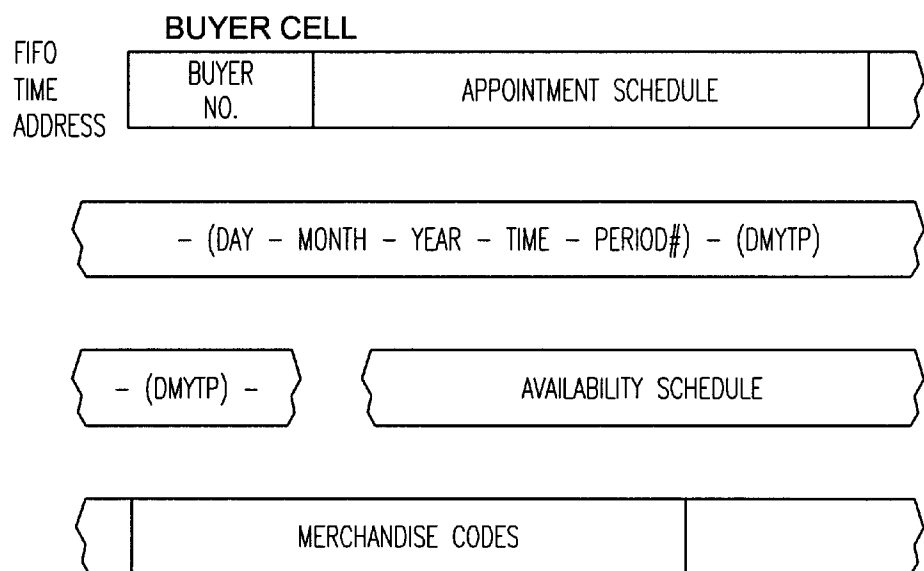 BUYER CELL
FIFO
TIME
ADDRESS
BUYER
NO.
APPOINTMENT SCHEDULE
- (DAY - MONTH - YEAR - TIME - PERIOD#) - (DMYTP)
- (DMYTP) -
AVAILABILITY SCHEDULE
MERCHANDISE CODES